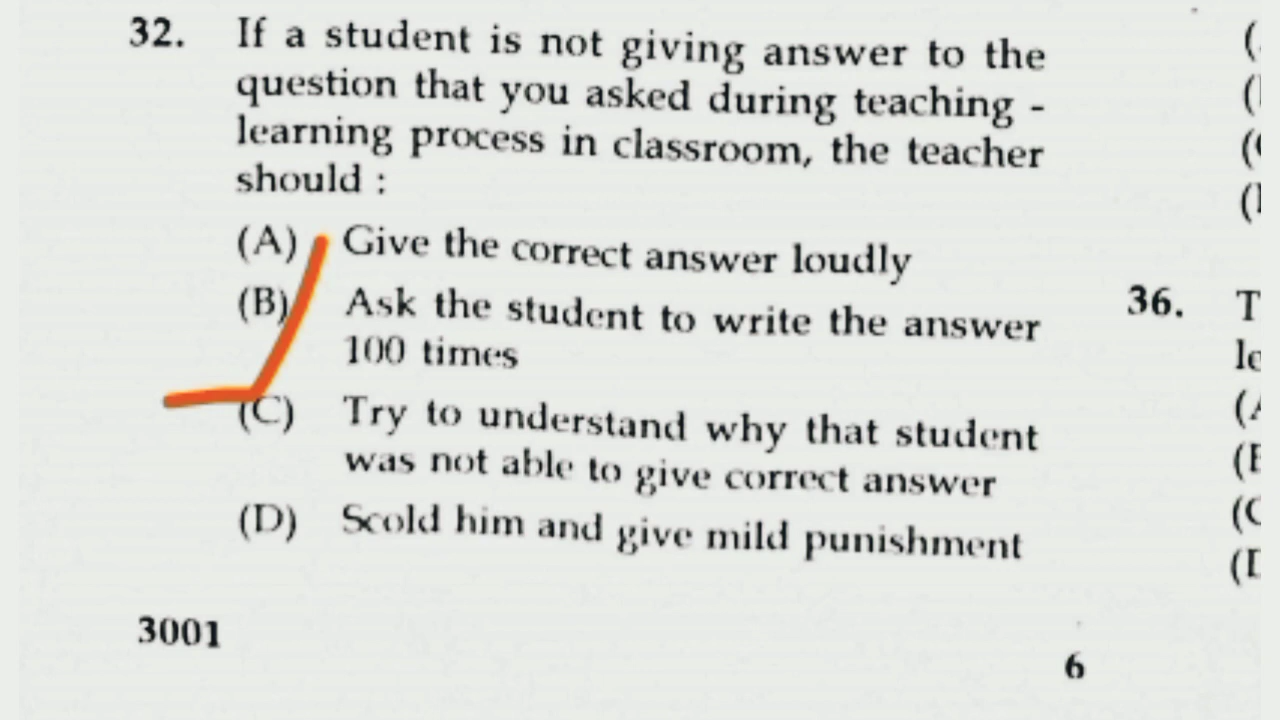 32. If a student is not giving answer to the
question that you asked during teaching -
learning process in classroom, the teacher
should :
(A) Give the correct answer loudly
(B) Ask the student to write the answer
100 times
(C) Try to understand why that student
was not able to give correct answer
(D) Scold him and give mild punishment
3001
6
36.